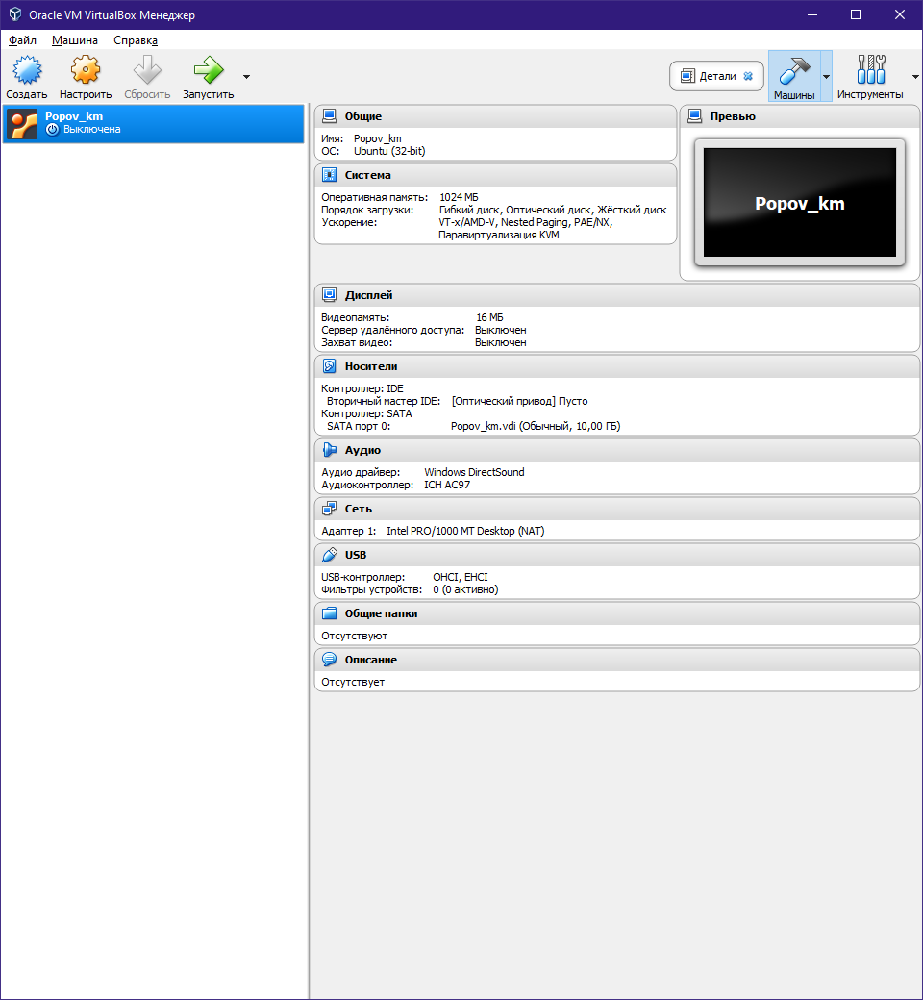 Oracle VM VirtualBox Менеджер
Файл Машина Справка
Создать Настроить Сбросить Запустить Детали Машины Инструменты
Popov_km
Выключена
Общие
Имя: Popov_km
ОС: Ubuntu (32-bit)
Превью
Popov_km
Система
Оперативная память: 1024 МБ
Порядок загрузки: Гибкий диск, Оптический диск, Жёсткий диск
Ускорение: VT-x/AMD-V, Nested Paging, PAE/NX,
Паравиртуализация KVM
Дисплей
Видеопамять: 16 МБ
Сервер удалённого доступа: Выключен
Захват видео: Выключен
Носители
Контроллер: IDE
Вторичный мастер IDE: [Оптический привод] Пусто
Контроллер: SATA
SATA порт 0: Popov_km.vdi (Обычный, 10,00 ГБ)
Аудио
Аудио драйвер: Windows DirectSound
Аудиоконтроллер: ICH AC97
Сеть
Адаптер 1: Intel PRO/1000 MT Desktop (NAT)
USB
USB-контроллер: OHCI, EHCI
Фильтры устройств: 0 (0 активно)
Общие папки
Отсутствуют
Описание
Отсутствует